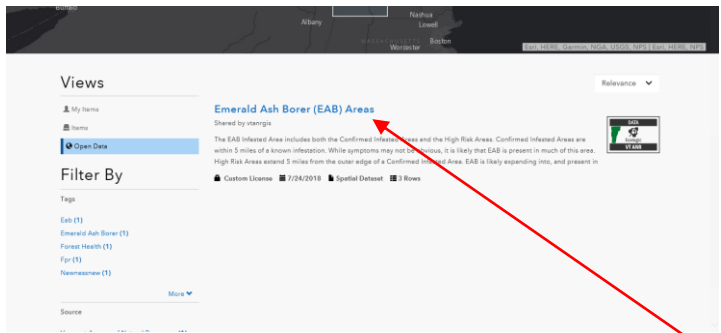 Albany
Nashua
Lowell
MASSACHUSETTS
Boston
Worcester
Esri, HERE, Garmin, NGA, USGS, NPS | Esri, HERE, NPS
Views
Relevance
My Items
Items
Open Data
Emerald Ash Borer (EAB) Areas
Shared by vtanrgis
The EAB Infested Area includes both the Confirmed Infested Areas and the High Risk Areas. Confirmed Infested Areas are
within 5 miles of a known infestation. While symptoms may not be obvious, it is likely that EAB is present in much of this area.
High Risk Areas extend 5 miles from the outer edge of a Confirmed Infested Area. EAB is likely expanding into, and present in
Custom License 7/24/2018 Spatial Dataset 3 Rows
DATA
VT ANR
Filter By
Tags
Eab (1)
Emerald Ash Borer (1)
Forest Health (1)
Fpr (1)
More
Source